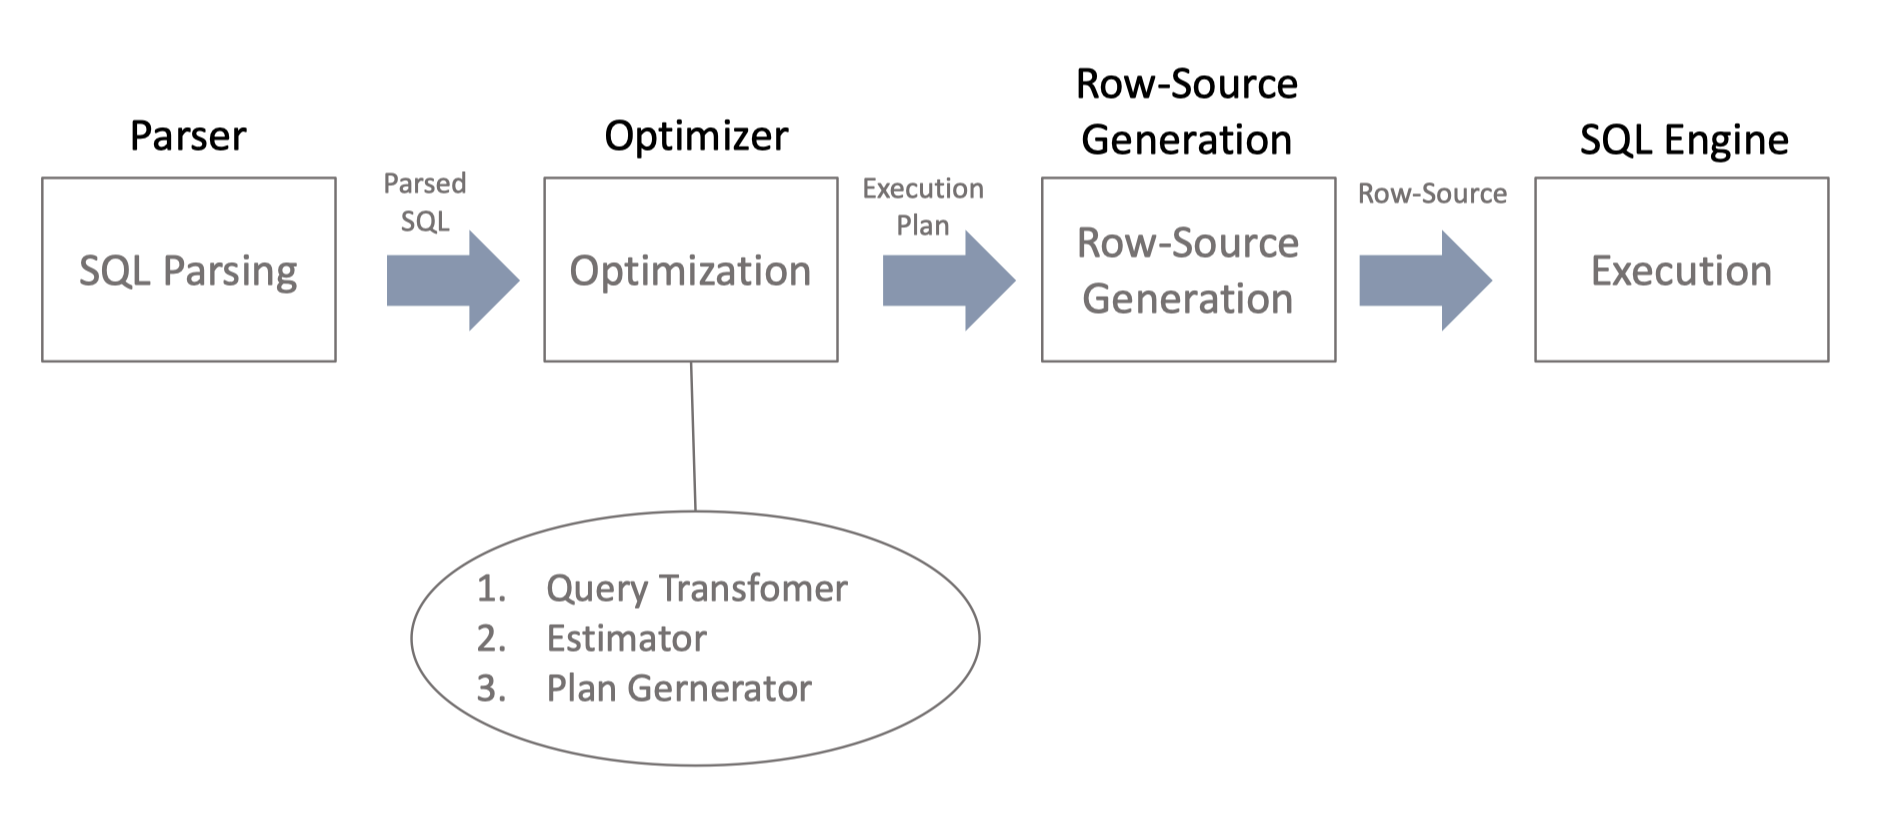 Parser
SQL Parsing
Parsed
SQL
Optimizer
Optimization
Execution
Plan
Row-Source
Generation
Row-Source
Generation
Row-Source
SQL Engine
Execution
1. Query Transfomer
2. Estimator
3. Plan Gernerator